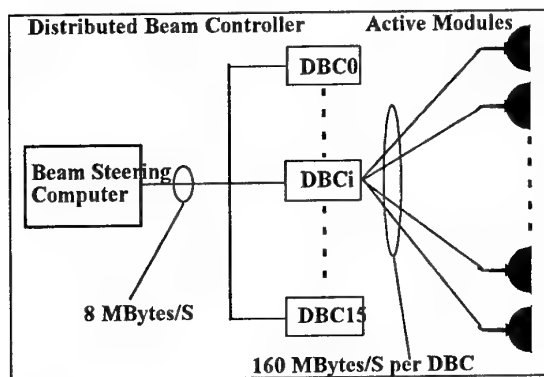 Distributed Beam Controller
Active Modules
DBC0
Beam Steering
Computer
DBCi
8 MBytes/S
DBC15
160 MBytes/S per DBC